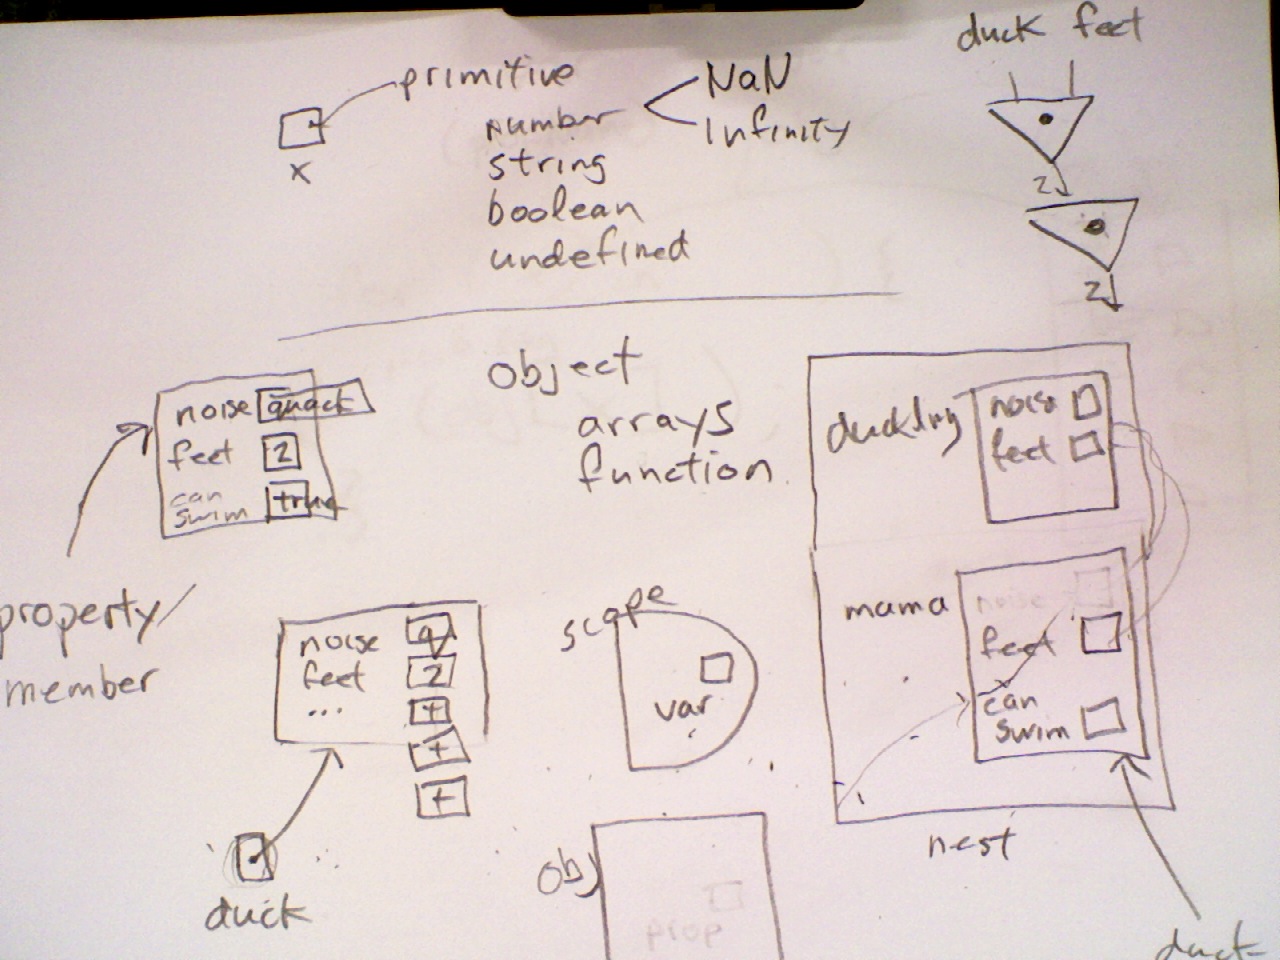 duck feet
primitive
NaN
number
Infinity
string
boolean
undefined
x
2
2
object
arrays
function
noise quack
feet 2
can
swim true
duckling
noise
feet
property/
member
noise q
feet 2
...
+
+
+
scope
var
mama
noise
feet
can
swim
nest
duck
obj
prop
duck